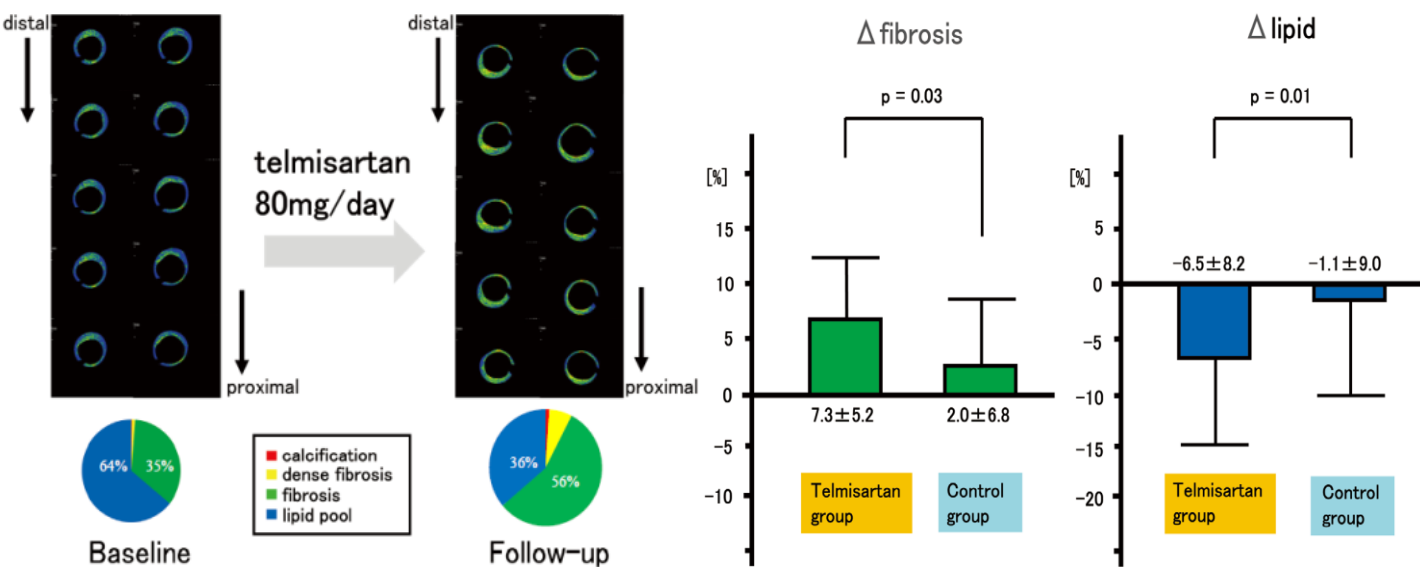 distal
telmisartan
80mg/day
proximal
64%
35%
Baseline
calcification
dense fibrosis
fibrosis
lipid pool
distal
proximal
36%
56%
Follow-up
Δ fibrosis
p = 0.03
[%]
15
10
5
0
-5
-10
7.3±5.2
2.0±6.8
Telmisartan
group
Control
group
Δ lipid
p = 0.01
[%]
5
0
-5
-10
-15
-20
-6.5±8.2
-1.1±9.0
Telmisartan
group
Control
group